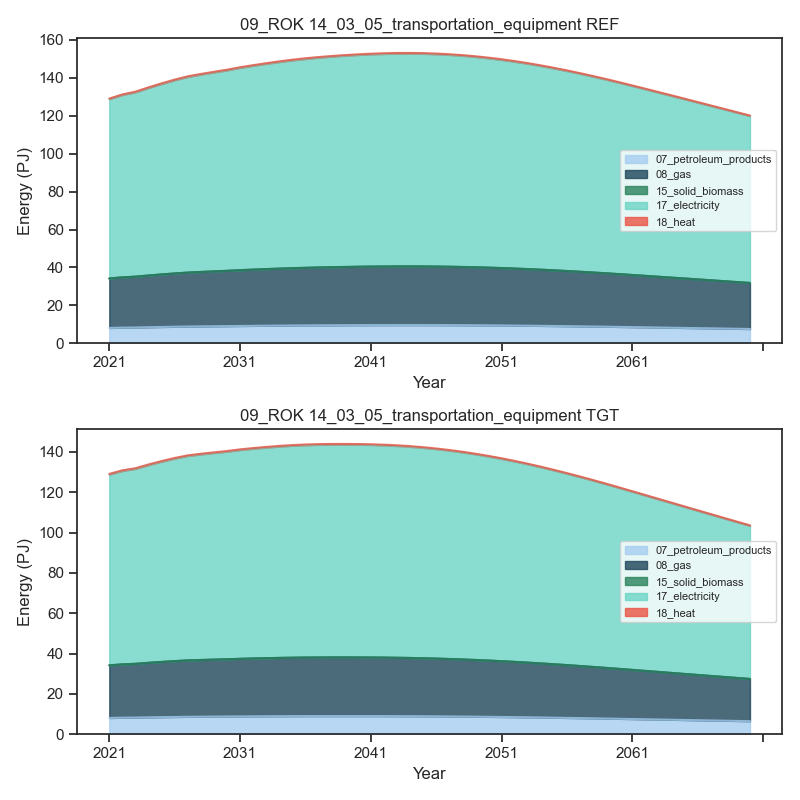 09_ROK 14_03_05_transportation_equipment REF
160
140
120
100
80
60
40
20
0
Energy (PJ)
07_petroleum_products
08_gas
15_solid_biomass
17_electricity
18_heat
2021 2031 2041 2051 2061
Year
09_ROK 14_03_05_transportation_equipment TGT
140
120
100
80
60
40
20
0
Energy (PJ)
07_petroleum_products
08_gas
15_solid_biomass
17_electricity
18_heat
2021 2031 2041 2051 2061
Year